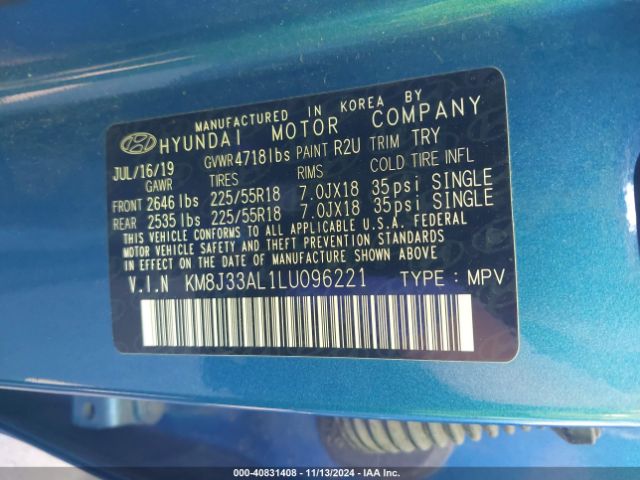 MANUFACTURED IN KOREA BY
HYUNDAI MOTOR COMPANY
JUL/16/19 GVWR 4718lbs PAINT R2U TRIM TRY
GAWR TIRES RIMS COLD TIRE INFL
FRONT 2646 lbs 225/55R18 7.0JX18 35 psi SINGLE
REAR 2535 lbs 225/55R18 7.0JX18 35 psi SINGLE
THIS VEHICLE CONFORMS TO ALL APPLICABLE U.S.A. FEDERAL
MOTOR VEHICLE SAFETY AND THEFT PREVENTION STANDARDS
IN EFFECT ON THE DATE OF MANUFACTURE SHOWN ABOVE.
V.I.N KM8J33AL1LU096221 TYPE : MPV
000-40831408 - 11/13/2024 - IAA Inc.